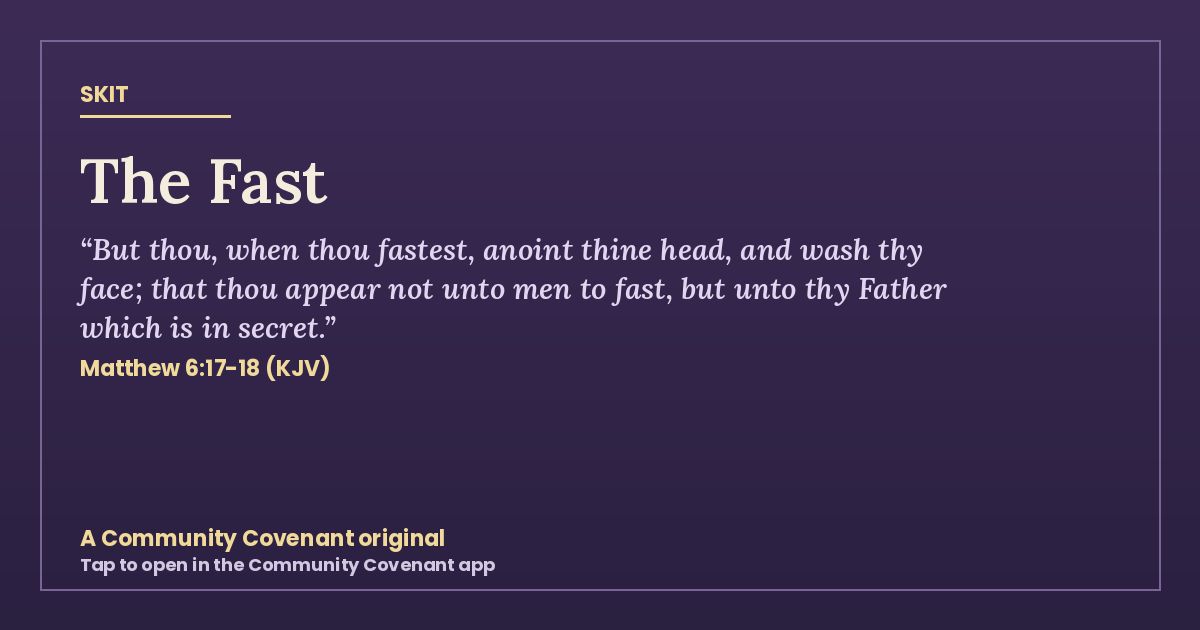 SKIT
The Fast
“But thou, when thou fastest, anoint thine head, and wash thy
face; that thou appear not unto men to fast, but unto thy Father
which is in secret.”
Matthew 6:17–18 (KJV)
A Community Covenant original
Tap to open in the Community Covenant app